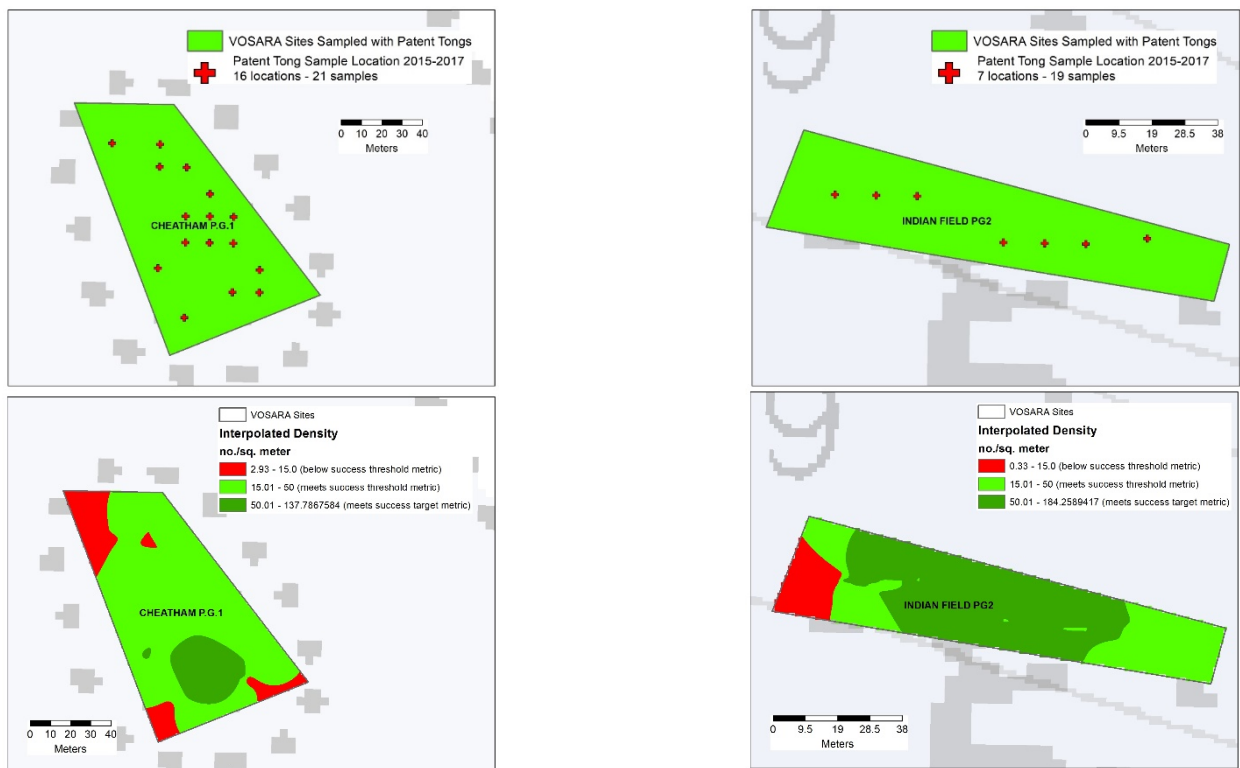 VOSARA Sites Sampled with Patent Tongs
Patent Tong Sample Location 2015-2017
16 locations - 21 samples
0 10 20 30 40
Meters
CHEATHAM P.G.1
VOSARA Sites Sampled with Patent Tongs
Patent Tong Sample Location 2015-2017
7 locations - 19 samples
0 9.5 19 28.5 38
Meters
INDIAN FIELD PG2
VOSARA Sites
Interpolated Density
no./sq. meter
2.93 - 15.0 (below success threshold metric)
15.01 - 50 (meets success threshold metric)
50.01 - 137.7867584 (meets success target metric)
CHEATHAM P.G.1
0 10 20 30 40
Meters
VOSARA Sites
Interpolated Density
no./sq. meter
0.33 - 15.0 (below success threshold metric)
15.01 - 50 (meets success threshold metric)
50.01 - 184.2589417 (meets success target metric)
INDIAN FIELD PG2
0 9.5 19 28.5 38
Meters